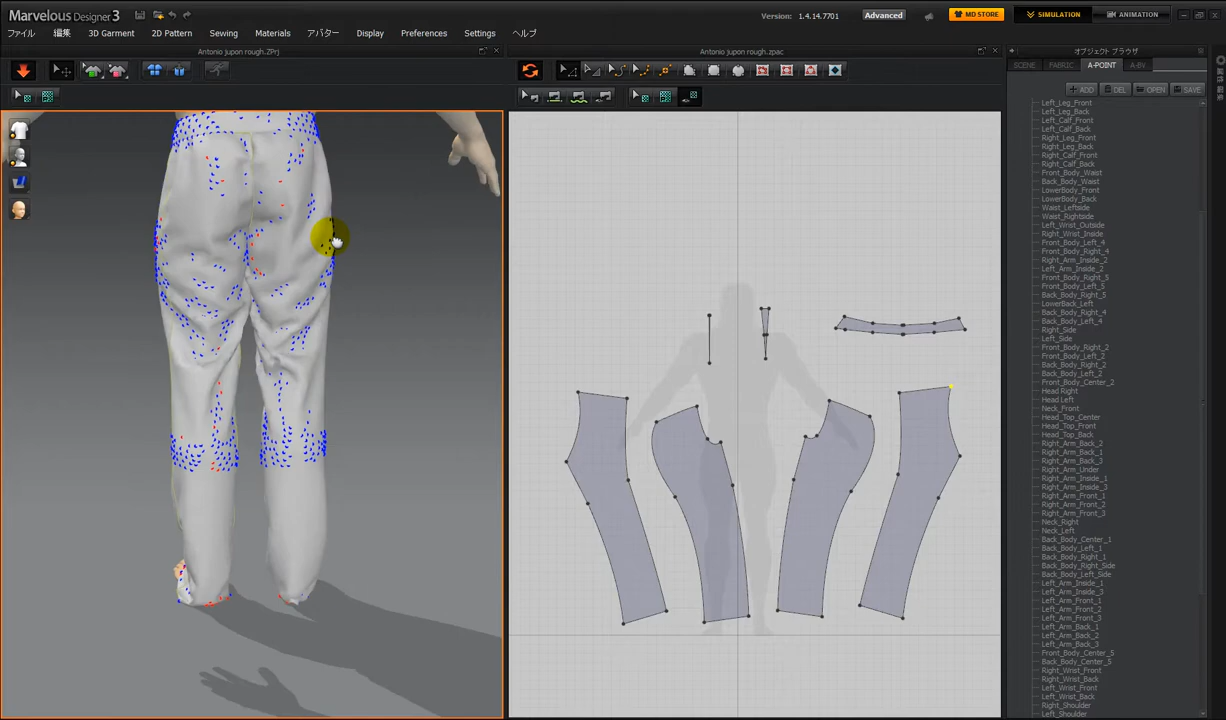 Marvelous Designer 3
Version: 1.4.14.7701
Advanced
MD STORE
SIMULATION
ANIMATION
ファイル 編集 3D Garment 2D Pattern Sewing Materials アバター Display Preferences Settings ヘルプ
Antonio jupon rough.ZPrj
Antonio jupon rough.zpac
オブジェクト ブラウザ
SCENE FABRIC A-POINT A-BV
ADD DEL OPEN SAVE
Left_Leg_Front
Left_Leg_Back
Left_Calf_Front
Left_Calf_Back
Right_Leg_Front
Right_Leg_Back
Right_Calf_Front
Right_Calf_Back
Front_Body_Waist
Back_Body_Waist
LowerBody_Front
LowerBody_Back
Waist_Leftside
Waist_Rightside
Left_Wrist_Outside
Right_Wrist_Inside
Front_Body_Left_4
Front_Body_Right_4
Right_Arm_Inside_2
Left_Arm_Inside_2
Front_Body_Right_5
Front_Body_Left_5
Back_Body_Right_5
LowerBack_Left
Back_Body_Right_4
Back_Body_Left_4
Right_Side
Left_Side
Front_Body_Right_2
Front_Body_Left_2
Back_Body_Right_2
Back_Body_Left_2
Front_Body_Center_2
Head Right
Head Left
Neck_Front
Head_Top_Center
Head_Top_Front
Head_Top_Back
Right_Arm_Back_2
Right_Arm_Back_1
Right_Arm_Back_3
Right_Arm_Under
Right_Arm_Inside_1
Right_Arm_Inside_3
Right_Arm_Front_1
Right_Arm_Front_2
Right_Arm_Front_3
Neck_Right
Neck_Left
Back_Body_Center_1
Back_Body_Left_1
Back_Body_Right_1
Back_Body_Right_Side
Back_Body_Left_Side
Left_Arm_Inside_1
Left_Arm_Inside_3
Left_Arm_Front_1
Left_Arm_Front_2
Left_Arm_Front_3
Left_Arm_Back_1
Left_Arm_Back_2
Left_Arm_Back_3
Front_Body_Center_5
Back_Body_Center_5
Right_Wrist_Front
Right_Wrist_Back
Left_Wrist_Front
Left_Wrist_Back
Right_Shoulder
Left_Shoulder